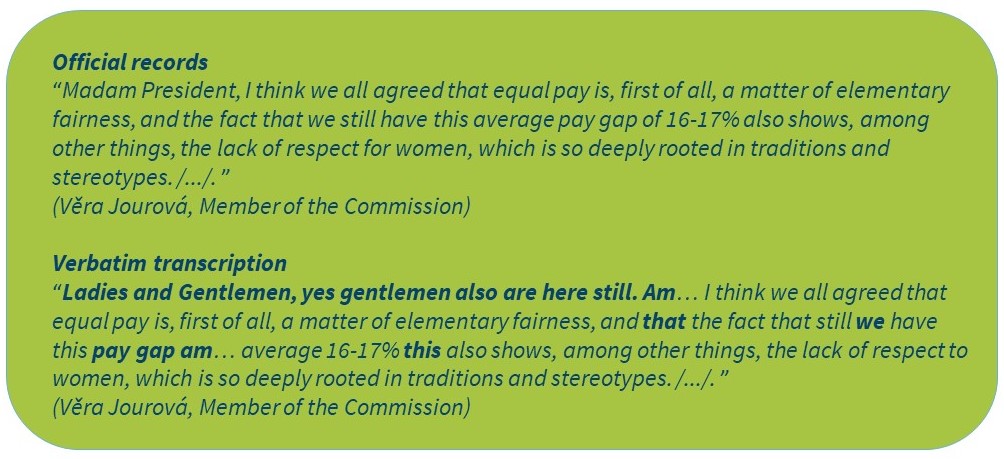 Official records
“Madam President, I think we all agreed that equal pay is, first of all, a matter of elementary
fairness, and the fact that we still have this average pay gap of 16-17% also shows, among
other things, the lack of respect for women, which is so deeply rooted in traditions and
stereotypes. /.../. ”
(Věra Jourová, Member of the Commission)
Verbatim transcription
“Ladies and Gentlemen, yes gentlemen also are here still. Am… I think we all agreed that
equal pay is, first of all, a matter of elementary fairness, and that the fact that still we have
this pay gap am… average 16-17% this also shows, among other things, the lack of respect to
women, which is so deeply rooted in traditions and stereotypes. /.../. ”
(Věra Jourová, Member of the Commission)